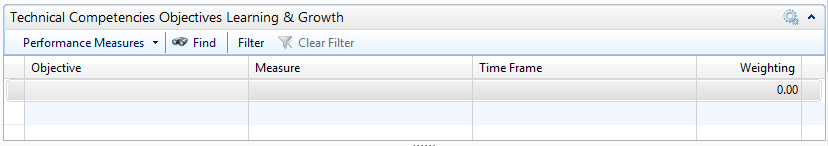 Technical Competencies Objectives Learning & Growth
Performance Measures Find Filter Clear Filter
Objective Measure Time Frame Weighting
0.00